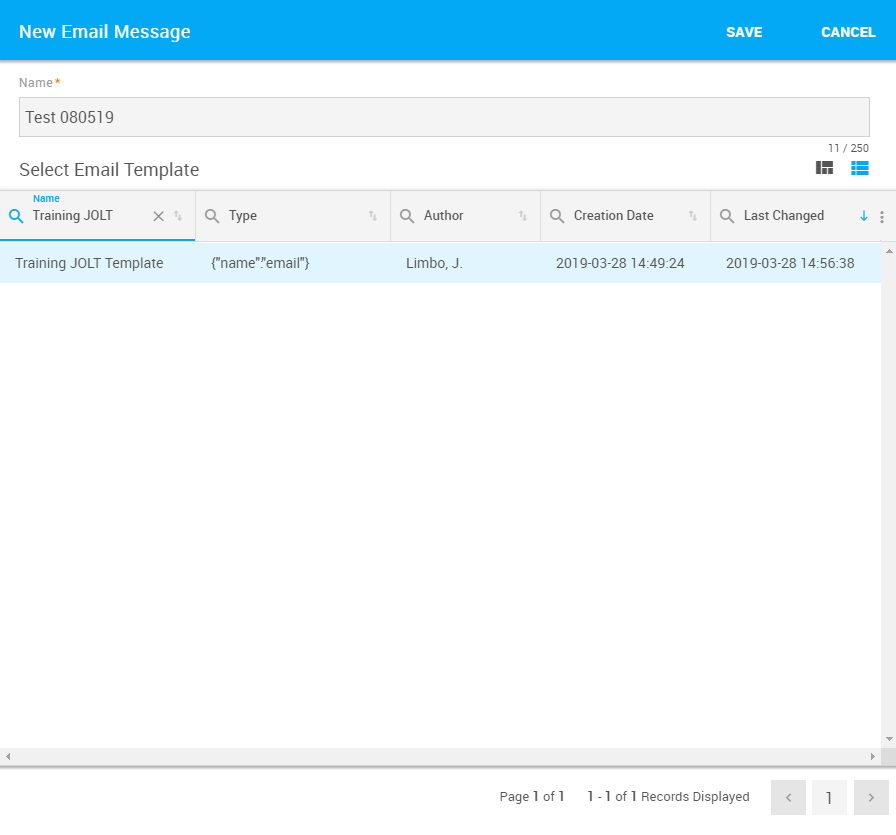 New Email Message SAVE CANCEL
Name*
Test 080519
11 / 250
Select Email Template
Name
Training JOLT Type Author Creation Date Last Changed
Training JOLT Template {"name":"email"} Limbo, J. 2019-03-28 14:49:24 2019-03-28 14:56:38
Page 1 of 1 1 - 1 of 1 Records Displayed < 1 >